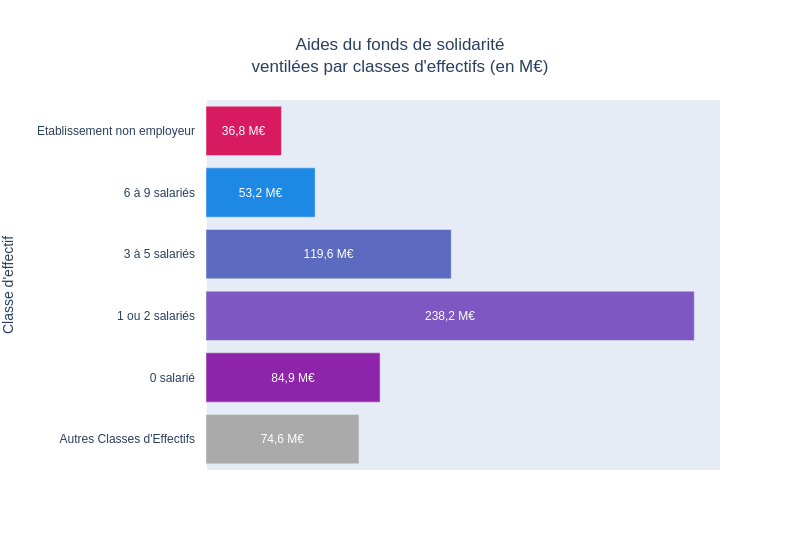 Aides du fonds de solidarité
ventilées par classes d'effectifs (en M€)
Classe d'effectif
Etablissement non employeur
36,8 M€
6 à 9 salariés
53,2 M€
3 à 5 salariés
119,6 M€
1 ou 2 salariés
238,2 M€
0 salarié
84,9 M€
Autres Classes d'Effectifs
74,6 M€